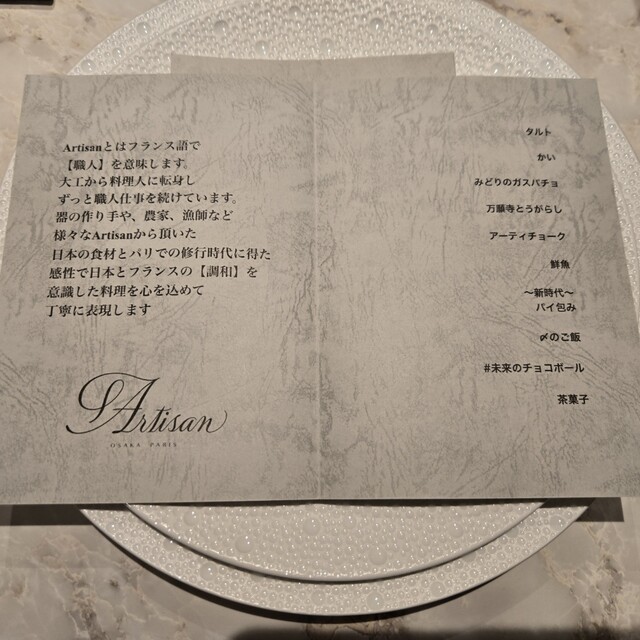 Artisanとはフランス語で
【職人】を意味します。
大工から料理人に転身し
ずっと職人仕事を続けています。
器の作り手や、農家、漁師など
様々なArtisanから頂いた
日本の食材とパリでの修行時代に得た
感性で日本とフランスの【調和】を
意識した料理を心を込めて
丁寧に表現します
Artisan
OSAKA PARIS
タルト
かい
みどりのガスパチョ
万願寺とうがらし
アーティチョーク
鮮魚
〜新時代〜
パイ包み
〆のご飯
#未来のチョコボール
茶菓子